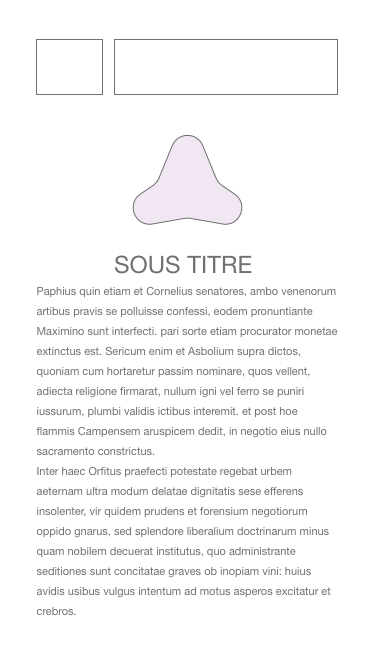 SOUS TITRE
Paphius quin etiam et Cornelius senatores, ambo venenorum
artibus pravis se polluisse confessi, eodem pronuntiante
Maximino sunt interfecti. pari sorte etiam procurator monetae
extinctus est. Sericum enim et Asbolium supra dictos,
quoniam cum hortaretur passim nominare, quos vellent,
adiecta religione firmarat, nullum igni vel ferro se puniri
iussurum, plumbi validis ictibus interemit. et post hoe
flammis Campensem aruspicem dedit, in negotio eius nullo
sacramento constrictus.
Inter haec Orfitus praefecti potestate regebat urbem
aeternam ultra modum delatae dignitatis sese efferens
insolenter, vir quidem prudens et forensium negotiorum
oppido gnarus, sed splendore liberalium doctrinarum minus
quam nobilem decuerat institutus, quo administrante
seditiones sunt concitatae graves ob inopiam vini: huius
avidis usibus vulgus intentum ad motus asperos excitatur et
crebros.